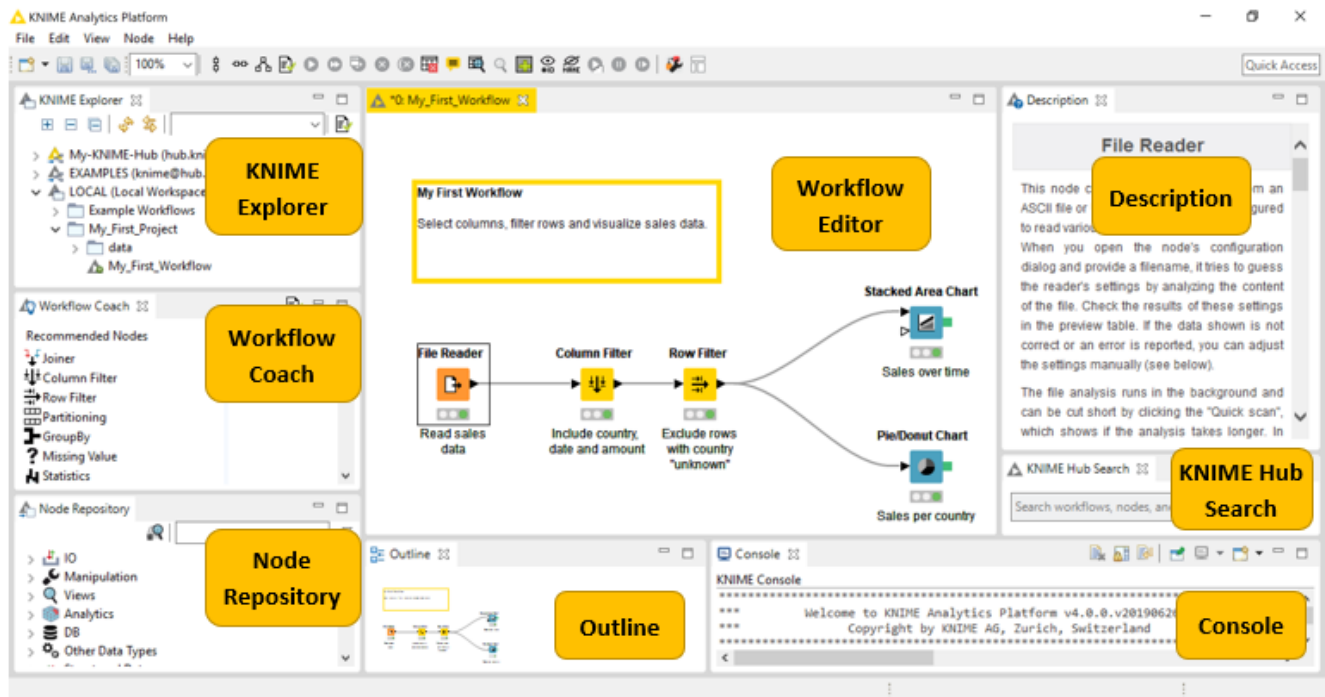 KNIME Analytics Platform
File Edit View Node Help
100%
Quick Access
KNIME Explorer
My-KNIME-Hub (hub.kni
EXAMPLES (knime@hub.
LOCAL (Local Workspace
Example Workflows
My_First_Project
data
My_First_Workflow
KNIME
Explorer
Workflow Coach
Recommended Nodes
Joiner
Column Filter
Row Filter
Partitioning
GroupBy
Missing Value
Statistics
Workflow
Coach
Node Repository
IO
Manipulation
Views
Analytics
DB
Other Data Types
Node
Repository
*0: My_First_Workflow
My First Workflow
Select columns, filter rows and visualize sales data.
Workflow
Editor
File Reader
Read sales
data
Column Filter
Include country,
date and amount
Row Filter
Exclude rows
with country
"unknown"
Stacked Area Chart
Sales over time
Pie/Donut Chart
Sales per country
Outline
Outline
Console
KNIME Console
***********************************************************************
*** Welcome to KNIME Analytics Platform v4.0.0.v2019062
*** Copyright by KNIME AG, Zurich, Switzerland
***********************************************************************
Console
Description
File Reader
This node c m an
ASCII file or gured
to read vario
When you open the node's configuration
dialog and provide a filename, it tries to guess
the reader's settings by analyzing the content
of the file. Check the results of these settings
in the preview table. If the data shown is not
correct or an error is reported, you can adjust
the settings manually (see below).
The file analysis runs in the background and
can be cut short by clicking the "Quick scan",
which shows if the analysis takes longer. In
Description
KNIME Hub Search
Search workflows, nodes, an
KNIME Hub
Search